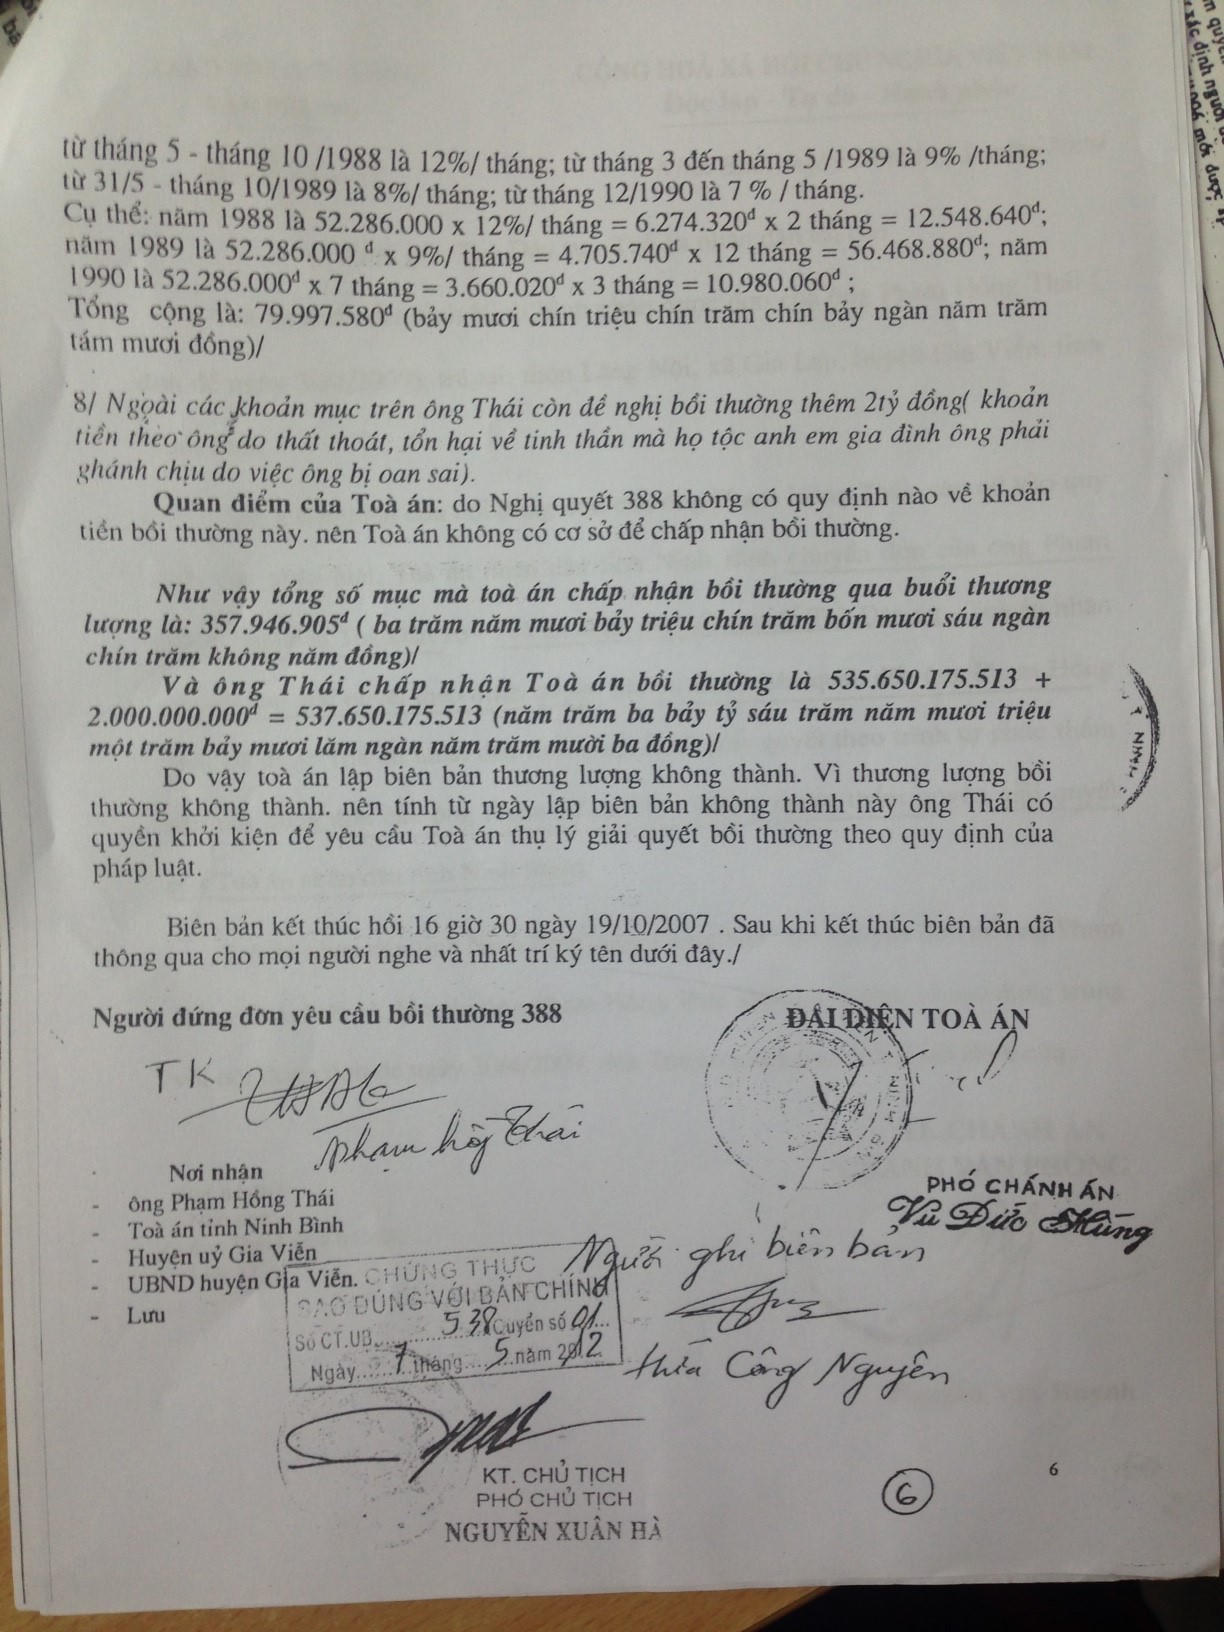 từ tháng 5 - tháng 10 /1988 là 12%/ tháng; từ tháng 3 đến tháng 5 /1989 là 9% /tháng;
từ 31/5 - tháng 10/1989 là 8%/ tháng; từ tháng 12/1990 là 7 % / tháng.
Cụ thể: năm 1988 là 52.286.000 x 12%/ tháng = 6.274.320đ x 2 tháng = 12.548.640đ;
năm 1989 là 52.286.000 đ x 9%/ tháng = 4.705.740đ x 12 tháng = 56.468.880đ; năm
1990 là 52.286.000đ x 7 tháng = 3.660.020đ x 3 tháng = 10.980.060đ ;
Tổng cộng là: 79.997.580đ (bảy mươi chín triệu chín trăm chín bảy ngàn năm trăm
tám mươi đồng)/
8/ Ngoài các khoản mục trên ông Thái còn đề nghị bồi thường thêm 2tỷ đồng( khoản
tiền theo ông do thất thoát, tổn hại về tinh thần mà họ tộc anh em gia đình ông phải
ghánh chịu do việc ông bị oan sai).
Quan điểm của Toà án: do Nghị quyết 388 không có quy định nào về khoản
tiền bồi thường này. nên Toà án không có cơ sở để chấp nhận bồi thường.
Như vậy tổng số mục mà toà án chấp nhận bồi thường qua buổi thương
lượng là: 357.946.905đ ( ba trăm năm mươi bảy triệu chín trăm bốn mươi sáu ngàn
chín trăm không năm đồng)/
Và ông Thái chấp nhận Toà án bồi thường là 535.650.175.513 +
2.000.000.000đ = 537.650.175.513 (năm trăm ba bảy tỷ sáu trăm năm mươi triệu
một trăm bảy mươi lăm ngàn năm trăm mười ba đồng)/
Do vậy toà án lập biên bản thương lượng không thành. Vì thương lượng bồi
thường không thành. nên tính từ ngày lập biên bản không thành này ông Thái có
quyền khởi kiện để yêu cầu Toà án thụ lý giải quyết bồi thường theo quy định của
pháp luật.
Biên bản kết thúc hồi 16 giờ 30 ngày 19/10/2007 . Sau khi kết thúc biên bản đã
thông qua cho mọi người nghe và nhất trí ký tên dưới đây./
Người đứng đơn yêu cầu bồi thường 388
ĐẠI DIỆN TOÀ ÁN
TK
Phạm hồng Thái
PHÓ CHÁNH ÁN
Vũ Đức Hùng
Nơi nhận
- ông Phạm Hồng Thái
- Toà án tỉnh Ninh Bình
- Huyện uỷ Gia Viễn
- UBND huyện Gia Viễn.
- Lưu
Người ghi biên bản
Công Nguyên
CHỨNG THỰC
SAO ĐÚNG VỚI BẢN CHÍNH
Số CT.UB 538 Quyển số 01
Ngày 7 tháng 5 năm 2012
KT. CHỦ TỊCH
PHÓ CHỦ TỊCH
NGUYỄN XUÂN HÀ
6
6